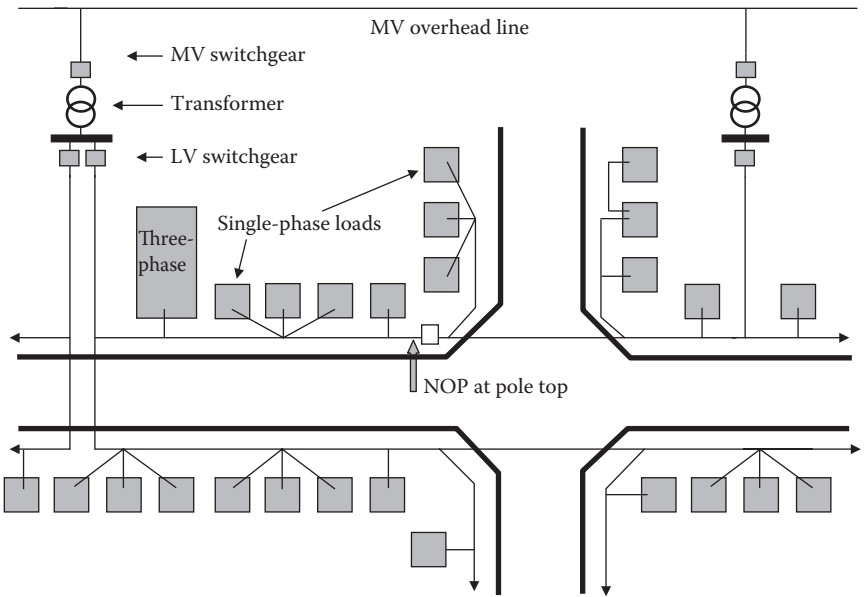 MV overhead line
MV switchgear
Transformer
LV switchgear
Single-phase loads
Three-
phase
NOP at pole top